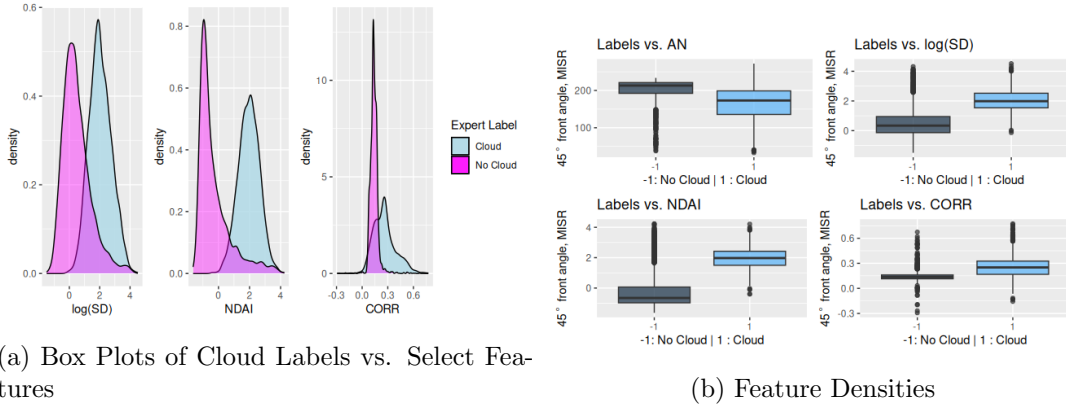 0.6
0.4
0.2
0.0
density
0 2 4
log(SD)
0.8
0.6
0.4
0.2
0.0
density
0 2 4
NDAI
10
5
0
density
-0.3 0.0 0.3 0.6
CORR
Expert Label
Cloud
No Cloud
(a) Box Plots of Cloud Labels vs. Select Fea-
tures
Labels vs. AN
45° front angle, MISR
200
100
-1 1
-1: No Cloud | 1 : Cloud
Labels vs. log(SD)
45° front angle, MISR
4
2
0
-1 1
-1: No Cloud | 1 : Cloud
Labels vs. NDAI
45° front angle, MISR
4
2
0
-1 1
-1: No Cloud | 1 : Cloud
Labels vs. CORR
45° front angle, MISR
0.6
0.3
0.0
-0.3
-1 1
-1: No Cloud | 1 : Cloud
(b) Feature Densities